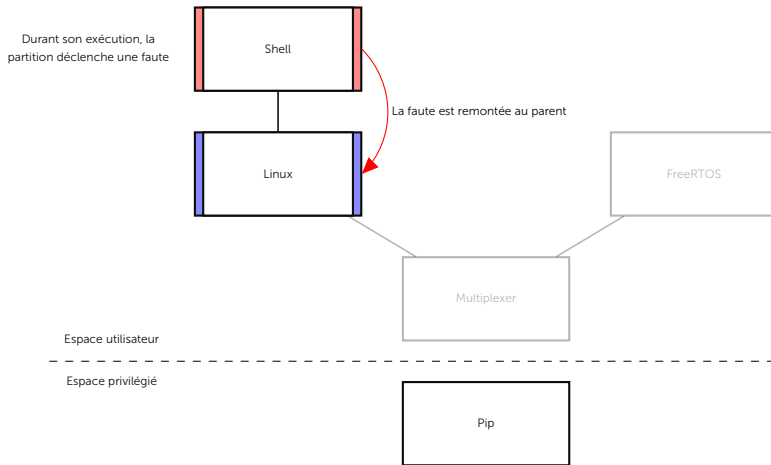 Durant son exécution, la
partition déclenche une faute
Shell
La faute est remontée au parent
Linux
FreeRTOS
Multiplexer
Espace utilisateur
Espace privilégié
Pip